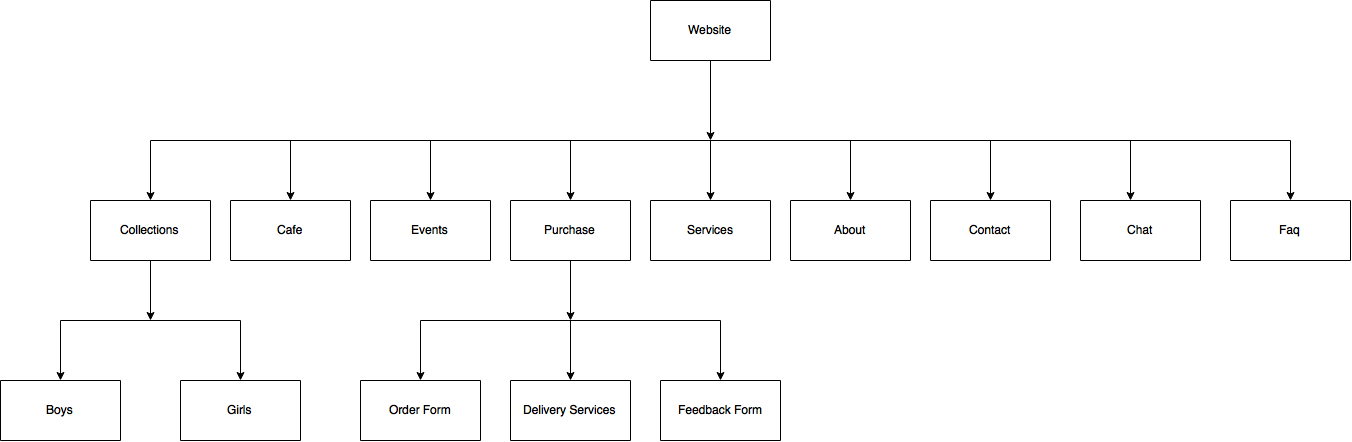 Website
Collections
Cafe
Events
Purchase
Services
About
Contact
Chat
Faq
Boys
Girls
Order Form
Delivery Services
Feedback Form